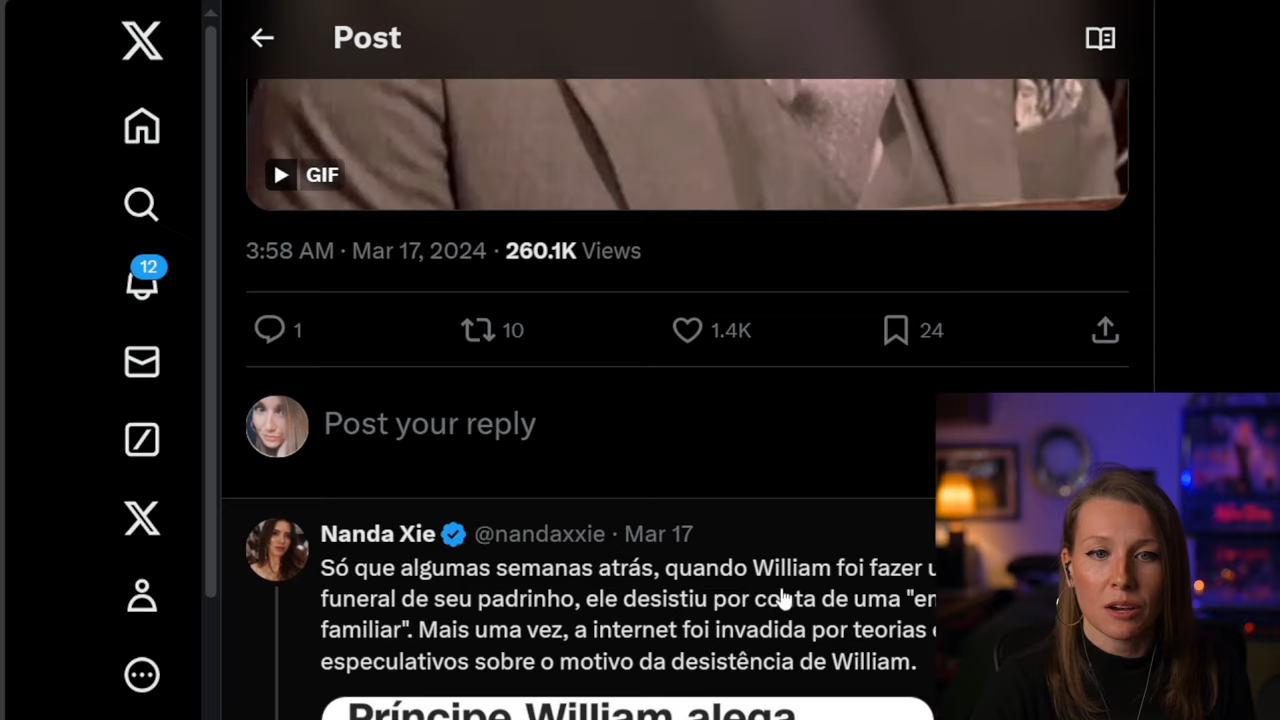 Post
GIF
3:58 AM · Mar 17, 2024 · 260.1K Views
12
1 10 1.4K 24
Post your reply
Nanda Xie @nandaxxie · Mar 17
Só que algumas semanas atrás, quando William foi fazer
funeral de seu padrinho, ele desistiu por conta de uma
familiar". Mais uma vez, a internet foi invadida por teorias
especulativos sobre o motivo da desistência de William.
Príncipe William alega